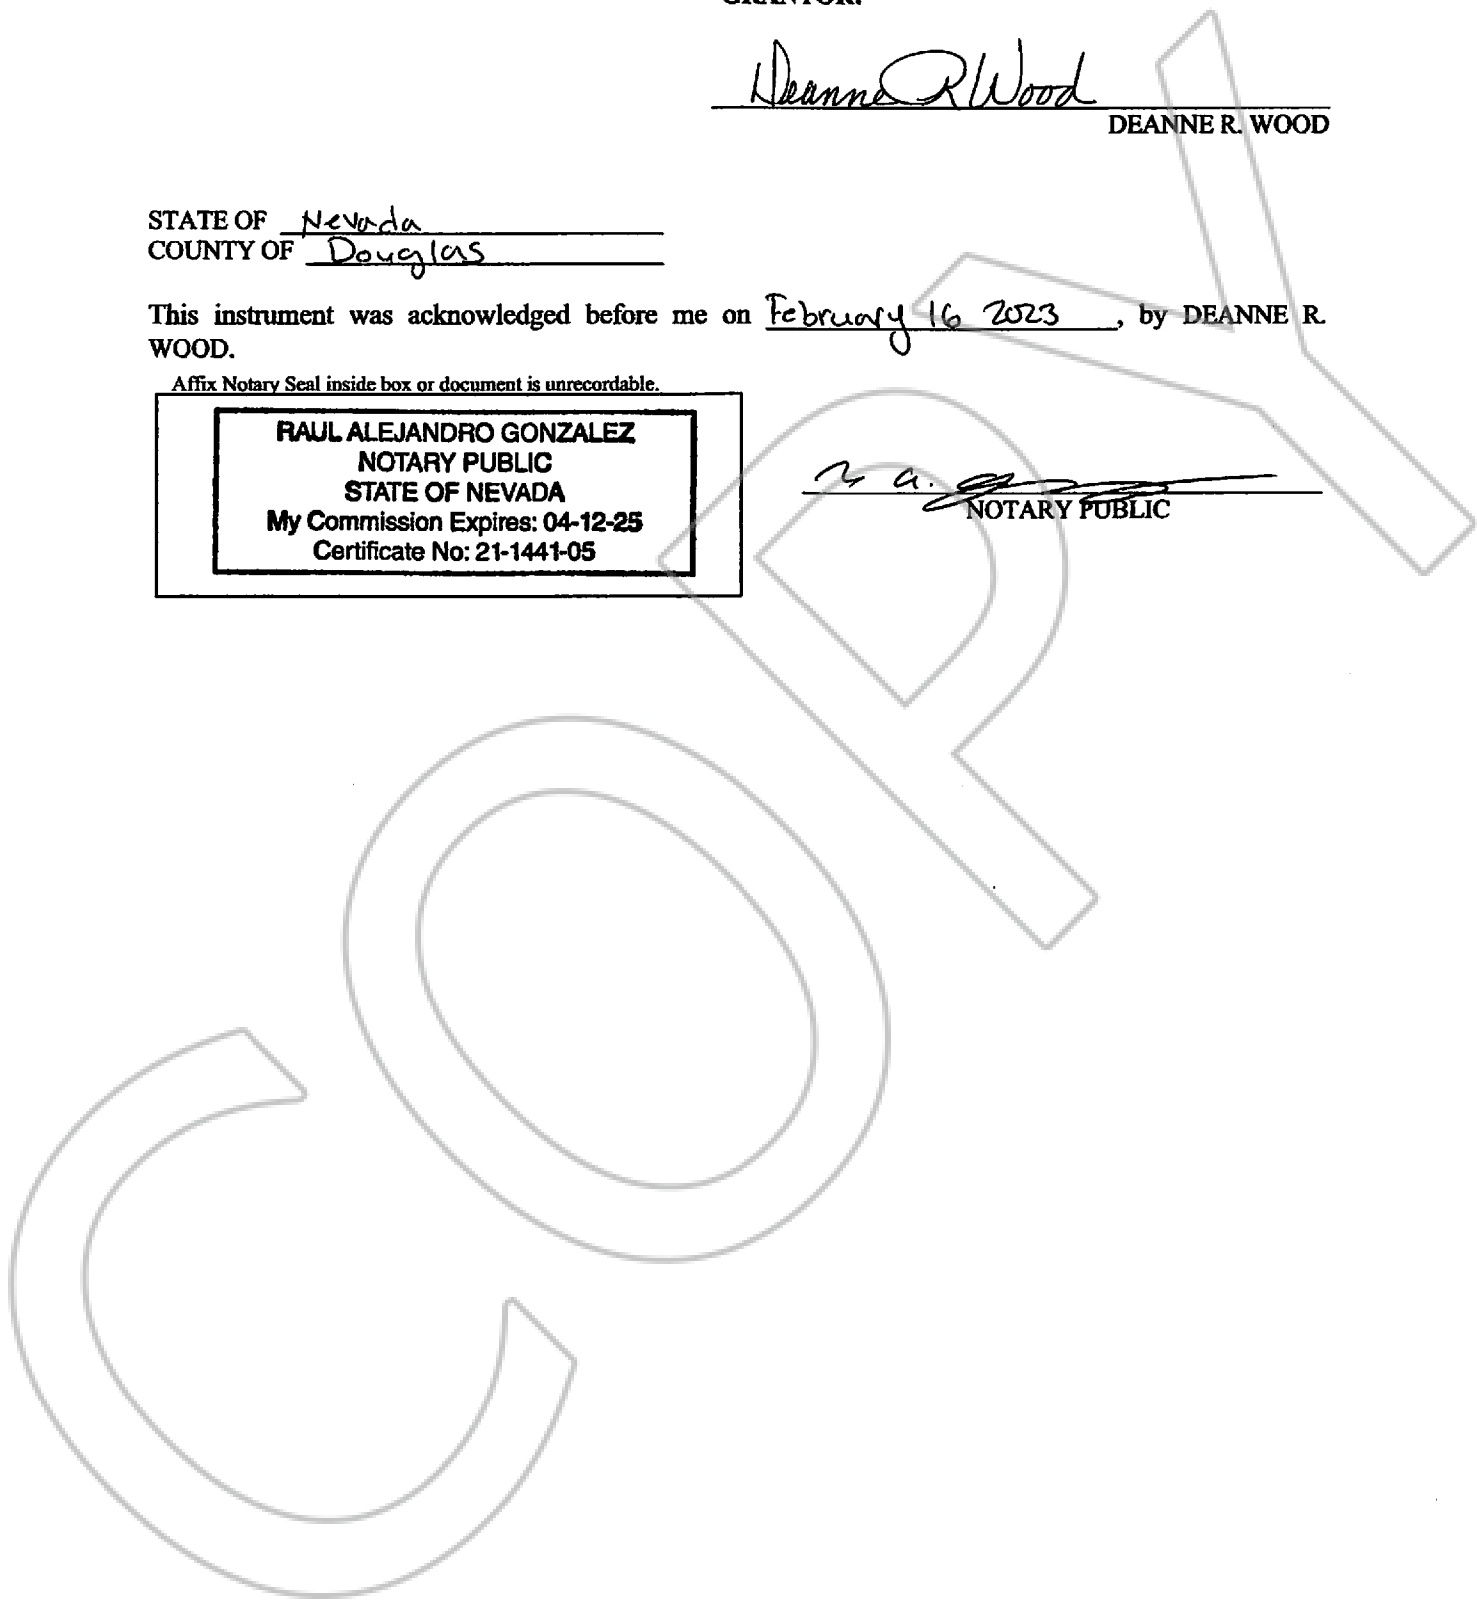 GRANTOR:
Deanne R Wood
DEANNE R. WOOD
STATE OF Nevada
COUNTY OF Douglas
This instrument was acknowledged before me on February 16 2023, by DEANNE R.
WOOD.
Affix Notary Seal inside box or document is unrecordable.
RAUL ALEJANDRO GONZALEZ
NOTARY PUBLIC
STATE OF NEVADA
My Commission Expires: 04-12-25
Certificate No: 21-1441-05
NOTARY PUBLIC
COPY